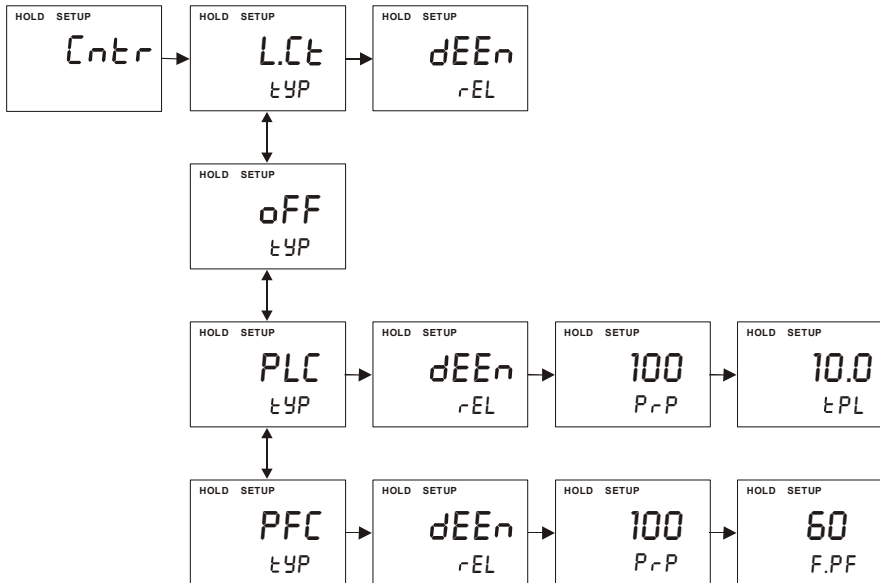 HOLD SETUP
Cntr
HOLD SETUP
L.Ct
tYP
HOLD SETUP
dEEn
rEL
HOLD SETUP
oFF
tYP
HOLD SETUP
PLC
tYP
HOLD SETUP
dEEn
rEL
HOLD SETUP
100
PrP
HOLD SETUP
10.0
tPL
HOLD SETUP
PFC
tYP
HOLD SETUP
dEEn
rEL
HOLD SETUP
100
PrP
HOLD SETUP
60
F.PF